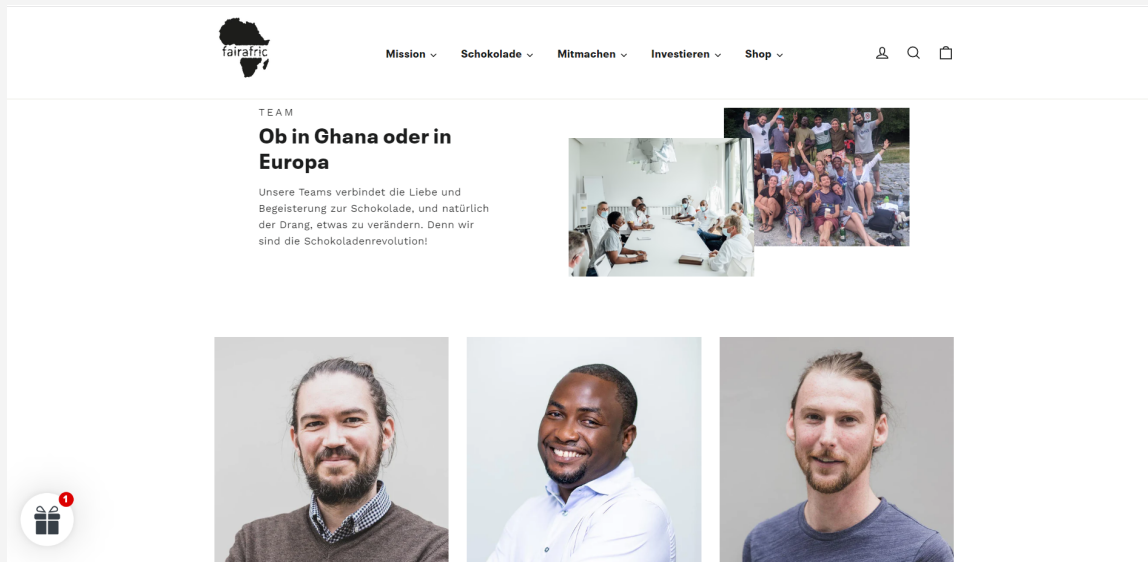 fairafric
Mission
Schokolade
Mitmachen
Investieren
Shop
TEAM
Ob in Ghana oder in
Europa
Unsere Teams verbindet die Liebe und
Begeisterung zur Schokolade, und natürlich
der Drang, etwas zu verändern. Denn wir
sind die Schokoladenrevolution!
1